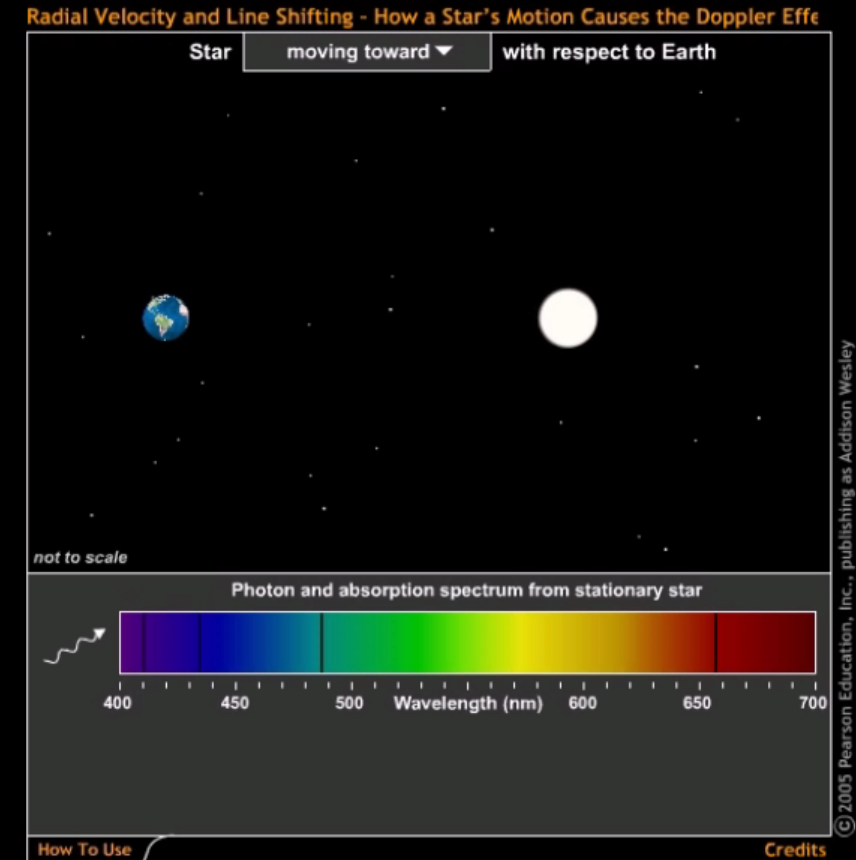 Radial Velocity and Line Shifting - How a Star's Motion Causes the Doppler Effe
Star moving toward with respect to Earth
not to scale
Photon and absorption spectrum from stationary star
400 450 500 Wavelength (nm) 600 650 700
How To Use Credits
©2005 Pearson Education, Inc., publishing as Addison Wesley